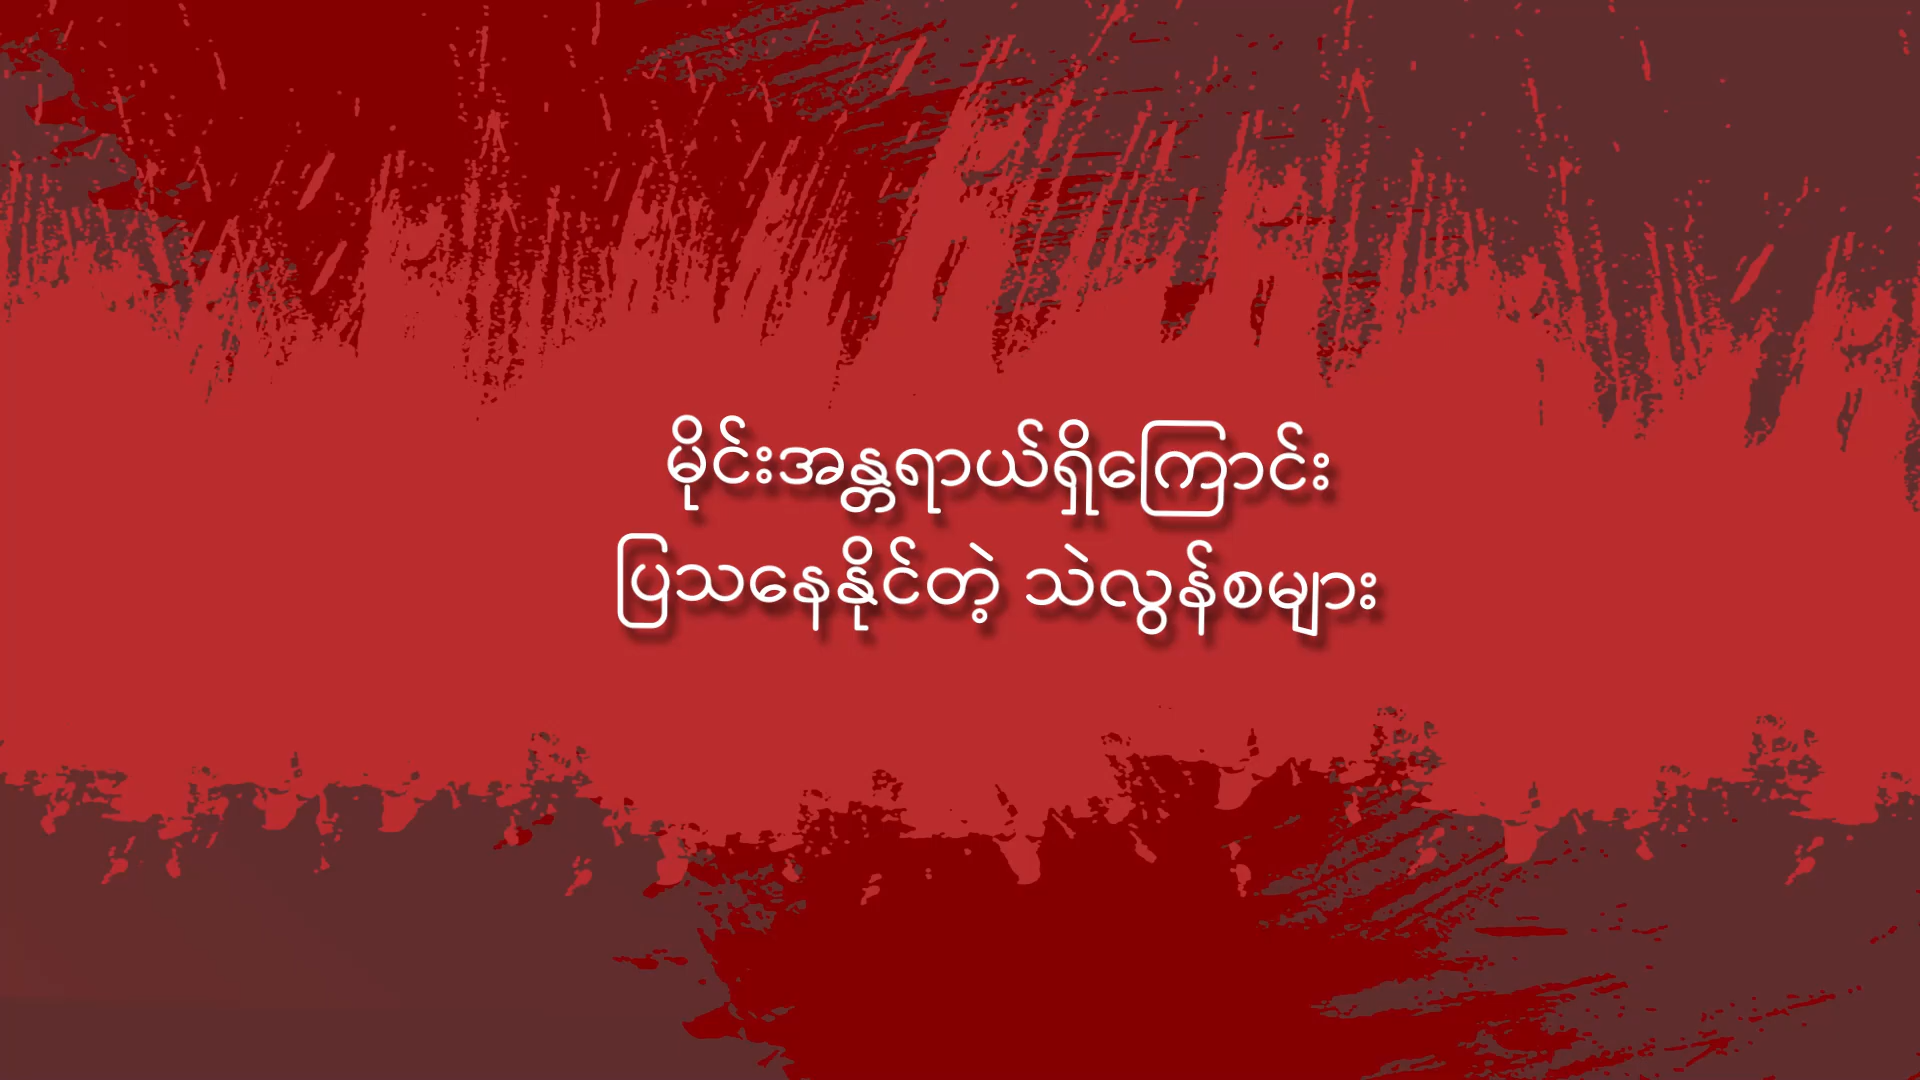 မိုင်းအန္တရာယ်ရှိကြောင်း
ပြသနေနိုင်တဲ့ သဲလွန်စများ